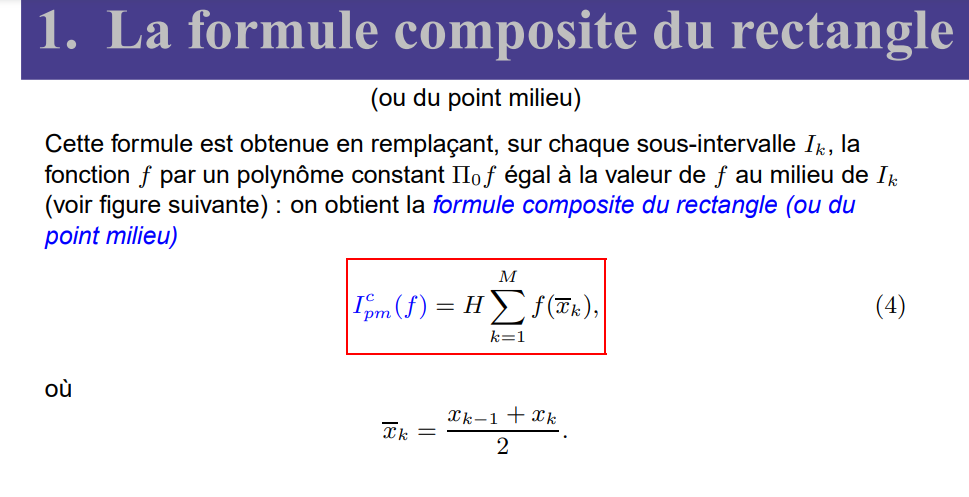 1. La formule composite du rectangle
(ou du point milieu)
Cette formule est obtenue en remplaçant, sur chaque sous-intervalle $I_k$, la
fonction $f$ par un polynôme constant $\Pi_0 f$ égal à la valeur de $f$ au milieu de $I_k$
(voir figure suivante) : on obtient la formule composite du rectangle (ou du
point milieu)
$I^c_{pm}(f) = H \sum_{k=1}^{M} f(\overline{x}_k),$ (4)
où
$\overline{x}_k = \frac{x_{k-1} + x_k}{2}.$